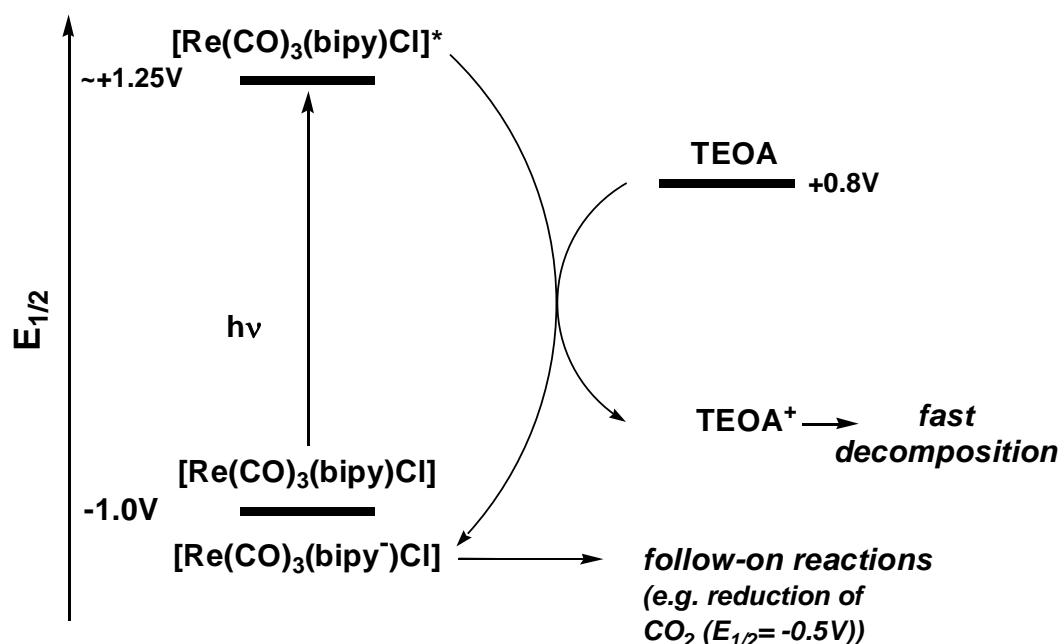 [Re(CO)₃(bipy)Cl]*
~+1.25V
TEOA
+0.8V
E₁/₂
hν
TEOA⁺
fast
decomposition
[Re(CO)₃(bipy)Cl]
-1.0V
[Re(CO)₃(bipy⁻)Cl]
follow-on reactions
(e.g. reduction of
CO₂ (E₁/₂= -0.5V))